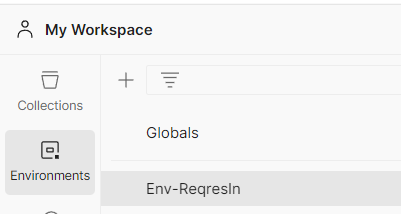 My Workspace
Collections
Environments
Globals
Env-ReqresIn